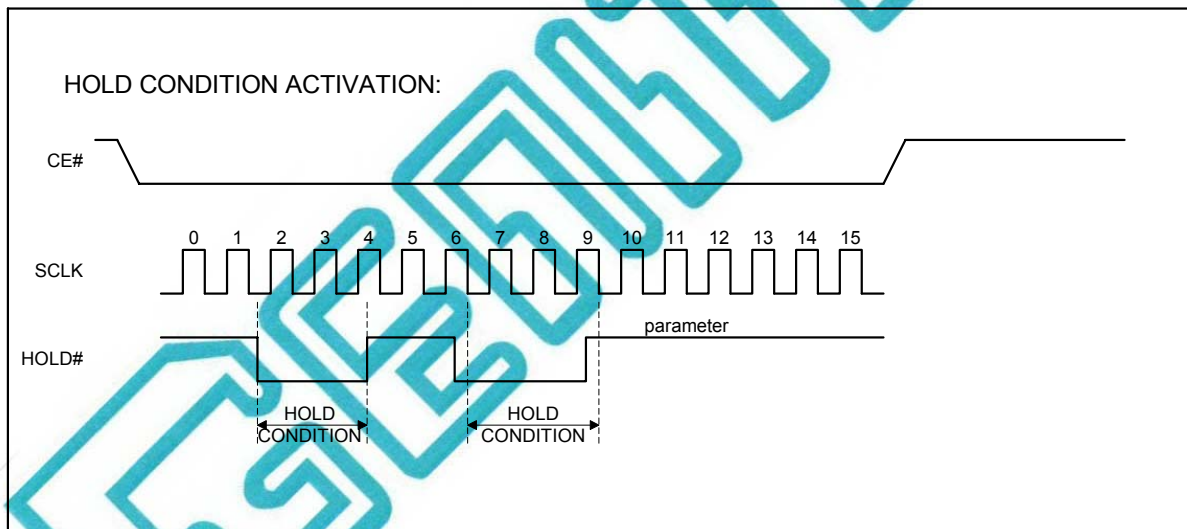 HOLD CONDITION ACTIVATION:
CE#
0 1 2 3 4 5 6 7 8 9 10 11 12 13 14 15
SCLK
parameter
HOLD#
HOLD CONDITION
HOLD CONDITION